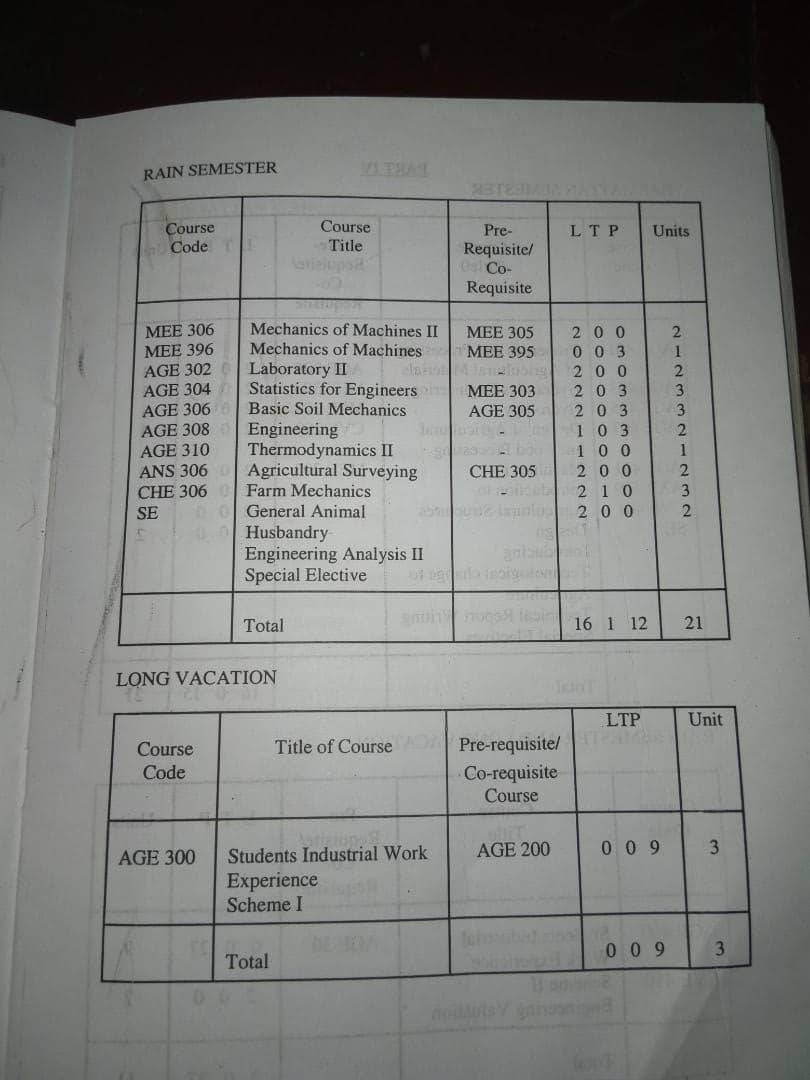 RAIN SEMESTER
Course Code Course Title Pre-Requisite/ Co-Requisite L T P Units
MEE 306 Mechanics of Machines II MEE 305 2 0 0 2
MEE 396 Mechanics of Machines MEE 395 0 0 3 1
AGE 302 Laboratory II - 2 0 0 2
AGE 304 Statistics for Engineers MEE 303 2 0 3 3
AGE 306 Basic Soil Mechanics AGE 305 2 0 3 3
AGE 308 Engineering - 1 0 3 2
AGE 310 Thermodynamics II - 1 0 0 1
ANS 306 Agricultural Surveying CHE 305 2 0 0 2
CHE 306 Farm Mechanics - 2 1 0 3
SE General Animal 2 0 0 2
Husbandry
Engineering Analysis II
Special Elective
Total 16 1 12 21
LONG VACATION
Course Code Title of Course Pre-requisite/ Co-requisite Course LTP Unit
AGE 300 Students Industrial Work AGE 200 0 0 9 3
Experience
Scheme I
Total 0 0 9 3